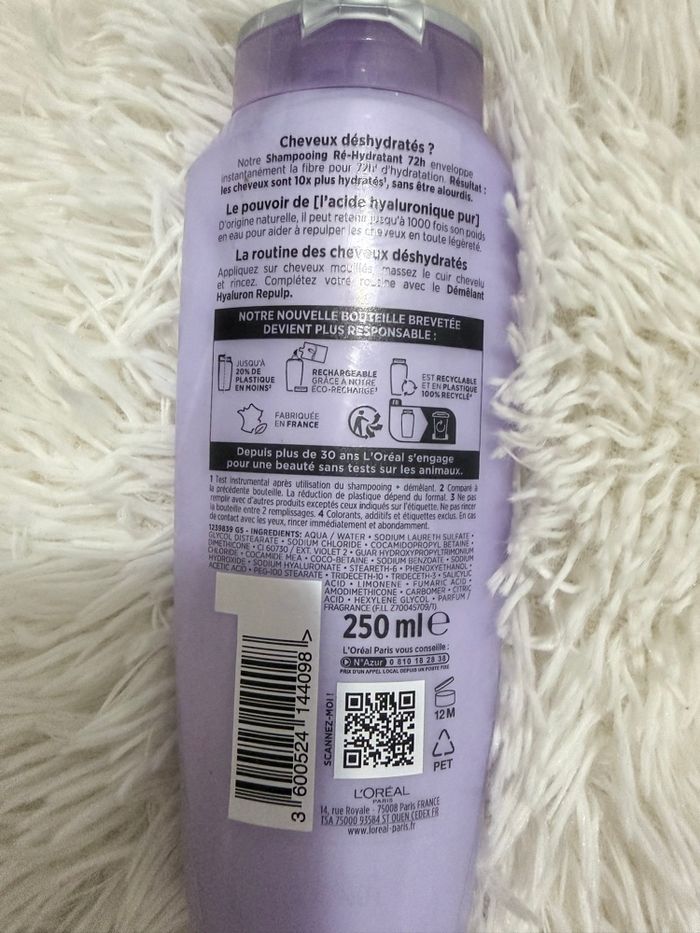 Cheveux déshydratés ?
Notre Shampooing Ré-Hydratant 72h enveloppe
instantanément la fibre pour 72h¹ d'hydratation. Résultat :
les cheveux sont 10x plus hydratés¹, sans être alourdis.
Le pouvoir de [l'acide hyaluronique pur]
D'origine naturelle, il peut retenir jusqu'à 1000 fois son poids
en eau pour aider à repulper les cheveux en toute légèreté.
La routine des cheveux déshydratés
Appliquez sur cheveux mouillés, massez le cuir chevelu
et rincez. Complétez votre routine avec le Démêlant
Hyaluron Repulp.
NOTRE NOUVELLE BOUTEILLE BREVETÉE
DEVIENT PLUS RESPONSABLE :
JUSQU'À
20% DE
PLASTIQUE
EN MOINS²
RECHARGEABLE
GRÂCE À NOTRE
ÉCO-RECHARGE³
EST RECYCLABLE
ET EN PLASTIQUE
100% RECYCLÉ⁴
FABRIQUÉE
EN FRANCE
FR
Depuis plus de 30 ans L'Oréal s'engage
pour une beauté sans tests sur les animaux.
1 Test instrumental après utilisation du shampooing + démêlant. 2 Comparé à
la précédente bouteille. La réduction de plastique dépend du format. 3 Ne pas
remplir avec d'autres produits exceptés ceux indiqués sur l'étiquette. Ne pas rincer
la bouteille entre 2 remplissages. 4 Colorants, additifs et étiquettes exclus. En cas
de contact avec les yeux, rincer immédiatement et abondamment.
1239839 G5 - INGREDIENTS: AQUA / WATER • SODIUM LAURETH SULFATE •
GLYCOL DISTEARATE • SODIUM CHLORIDE • COCAMIDOPROPYL BETAINE •
DIMETHICONE • CI 60730 / EXT. VIOLET 2 • GUAR HYDROXYPROPYLTRIMONIUM
CHLORIDE • COCAMIDE MEA • COCO-BETAINE • SODIUM BENZOATE • SODIUM
HYDROXIDE • SODIUM HYALURONATE • STEARETH-6 • PHENOXYETHANOL •
ACETIC ACID • PEG-100 STEARATE • TRIDECETH-10 • TRIDECETH-3 • SALICYLIC
ACID • LIMONENE • FUMARIC ACID •
AMODIMETHICONE • CARBOMER • CITRIC
ACID • HEXYLENE GLYCOL • PARFUM /
FRAGRANCE (F.I.L Z70045709/1)
250 ml e
L'Oréal Paris vous conseille :
N°Azur 0 810 18 28 38
PRIX D'UN APPEL LOCAL DEPUIS UN POSTE FIXE
SCANNEZ-MOI !
12M
PET
3 600524 144098 >
L'ORÉAL
PARIS
14, rue Royale - 75008 Paris FRANCE
TSA 75000 93584 ST OUEN CEDEX FR
www.loreal-paris.fr